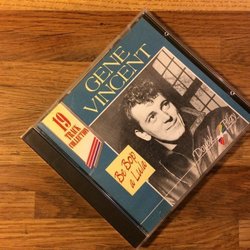 GENE
VINCENT
19
TRACK
COLLECTION
Be Bop
a Lula